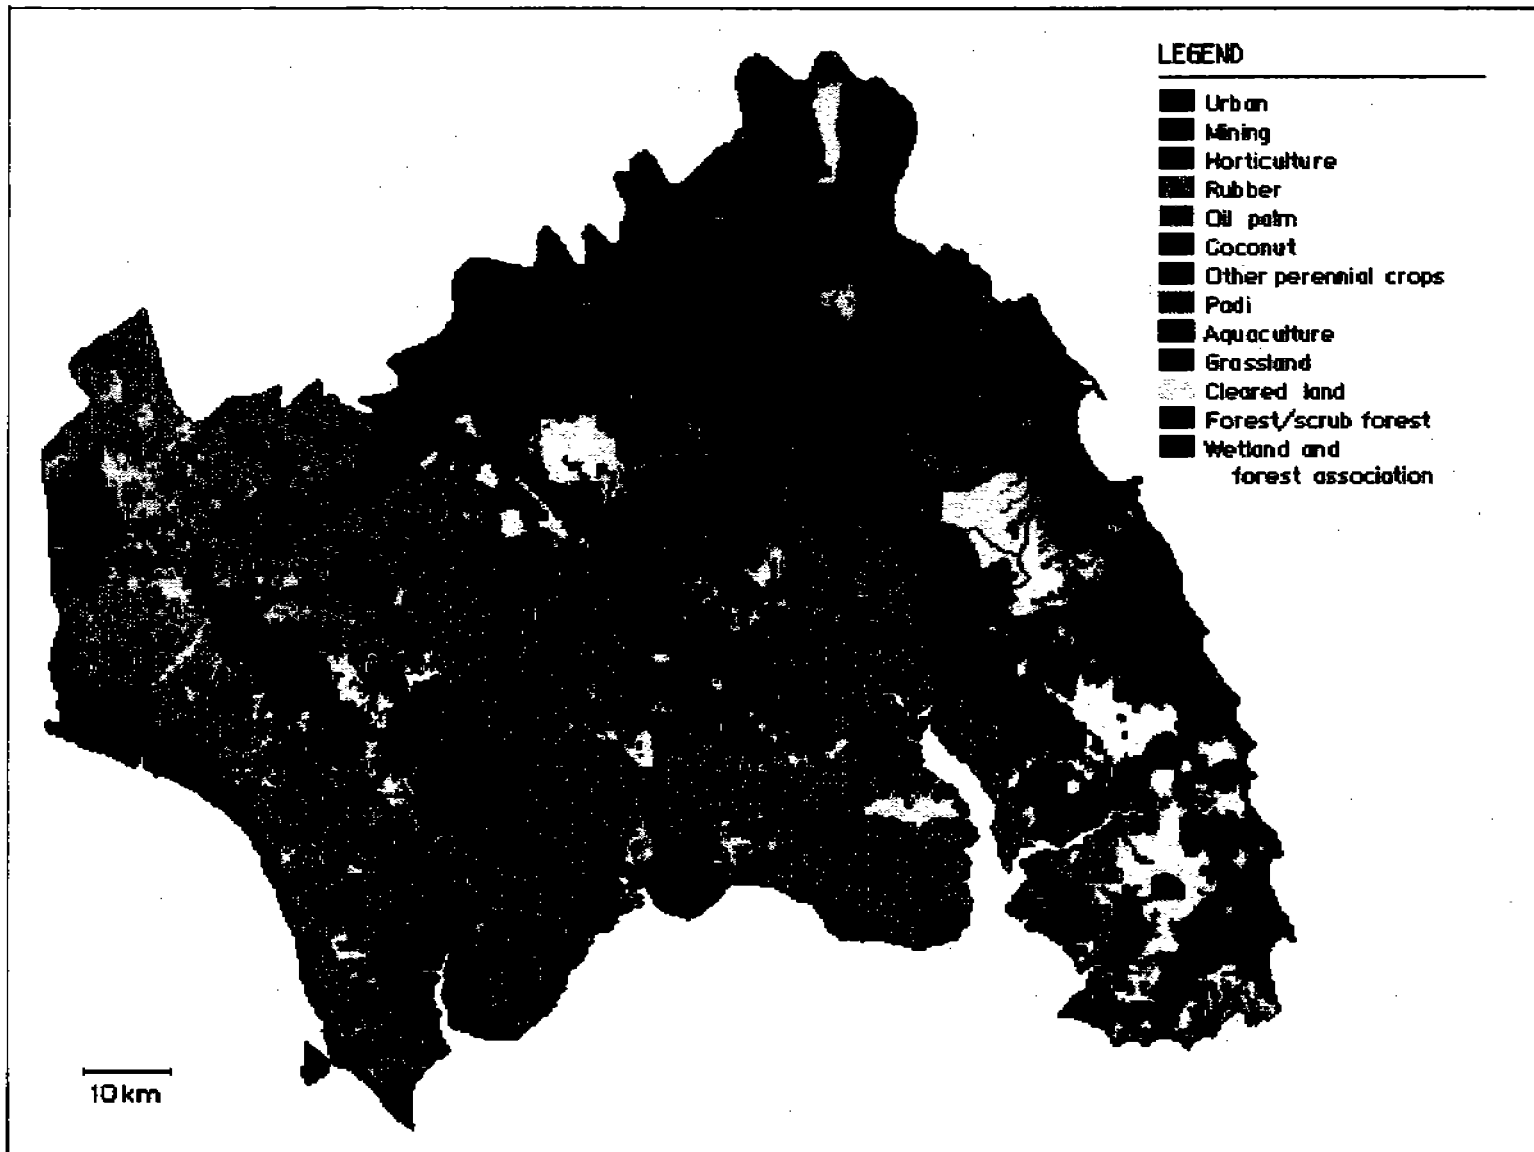 LEGEND
Urban
Mining
Horticulture
Rubber
Oil palm
Coconut
Other perennial crops
Padi
Aquaculture
Grassland
Cleared land
Forest/scrub forest
Wetland and
forest association
10km